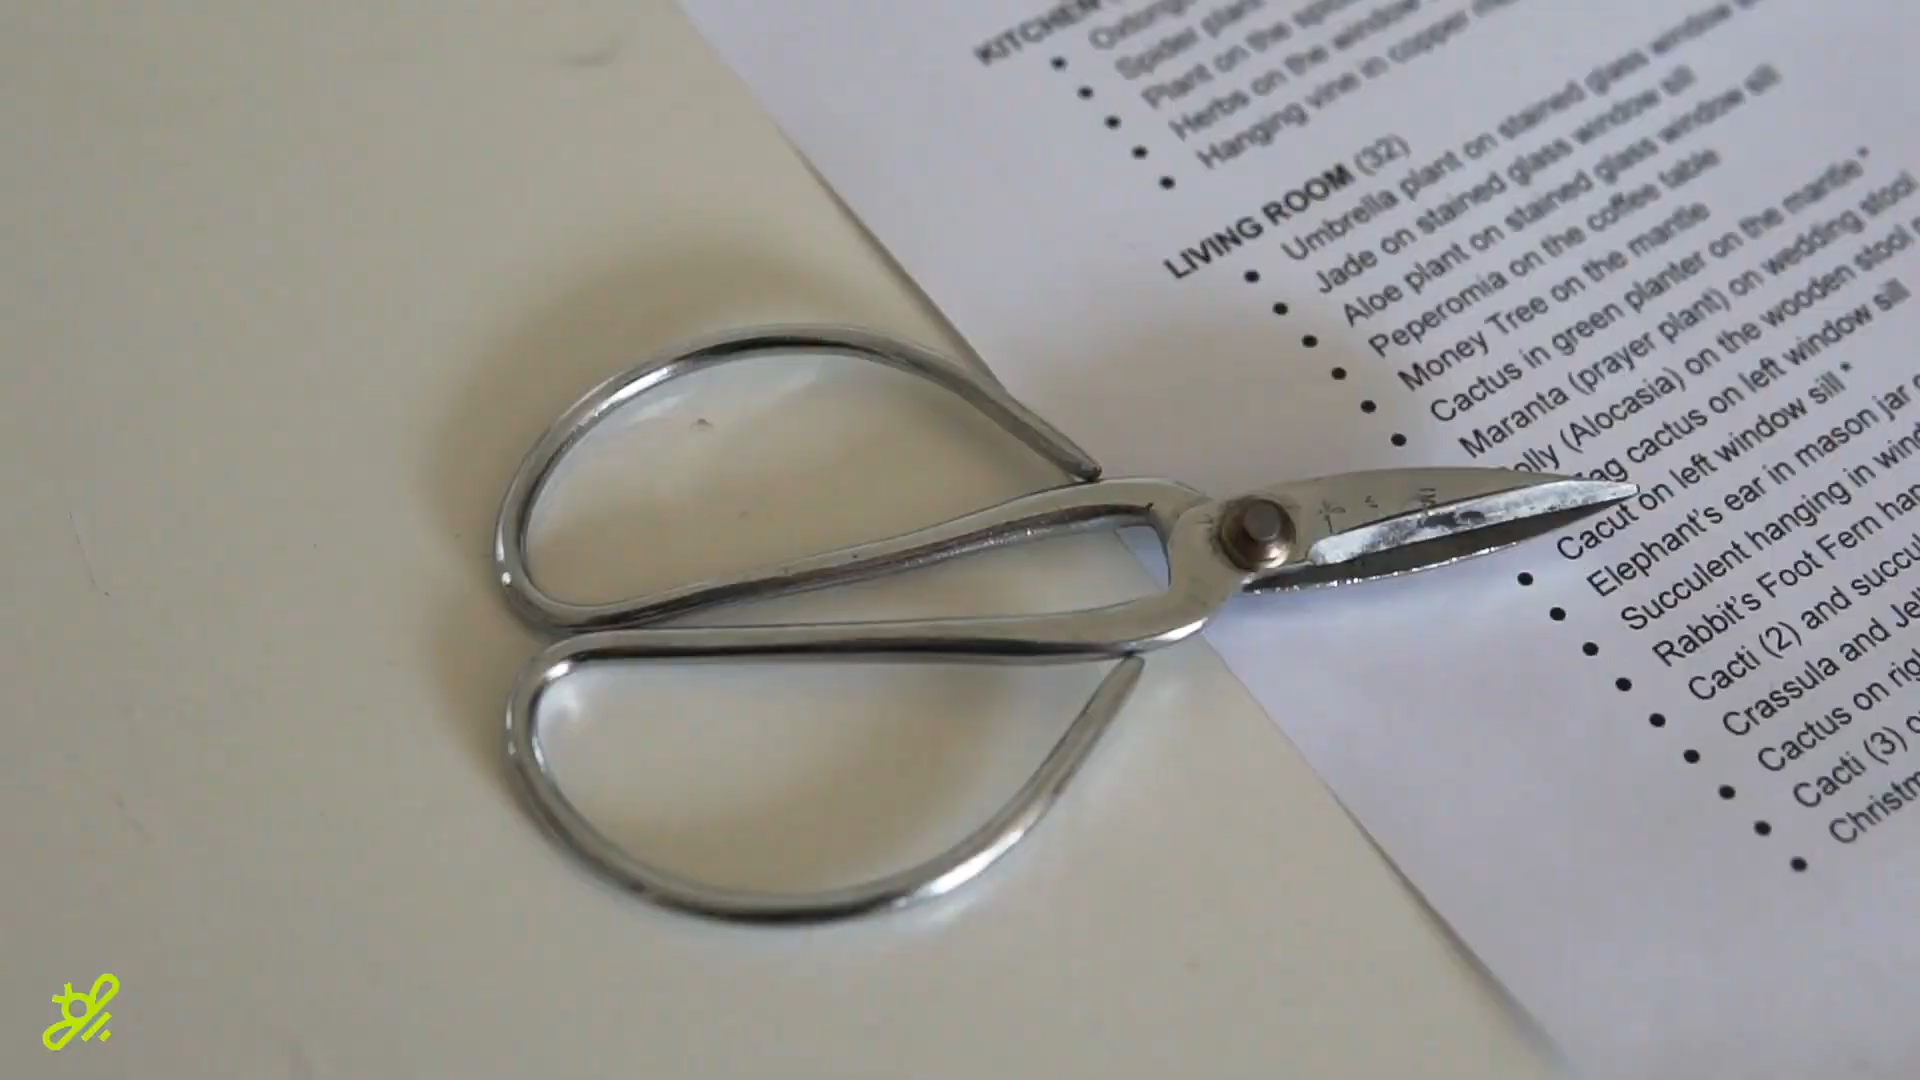 KITCHEN
Spider plant
Plant on the
Herbs on the window
Hanging vine in copper
LIVING ROOM (32)
• Umbrella plant on stained glass window sill
• Jade on stained glass window sill
• Aloe plant on stained glass window sill
• Peperomia on the coffee table
• Money Tree on the mantle
• Cactus in green planter on the mantle*
Maranta (prayer plant) on wedding stool
olly (Alocasia) on the wooden stool
ag cactus on left window sill
• Cacut on left window sill*
• Elephant's ear in mason jar
• Succulent hanging in wind
• Rabbit's Foot Fern han
• Cacti (2) and succul
• Crassula and Jel
• Cactus on rig
• Cacti (3) o
• Christm